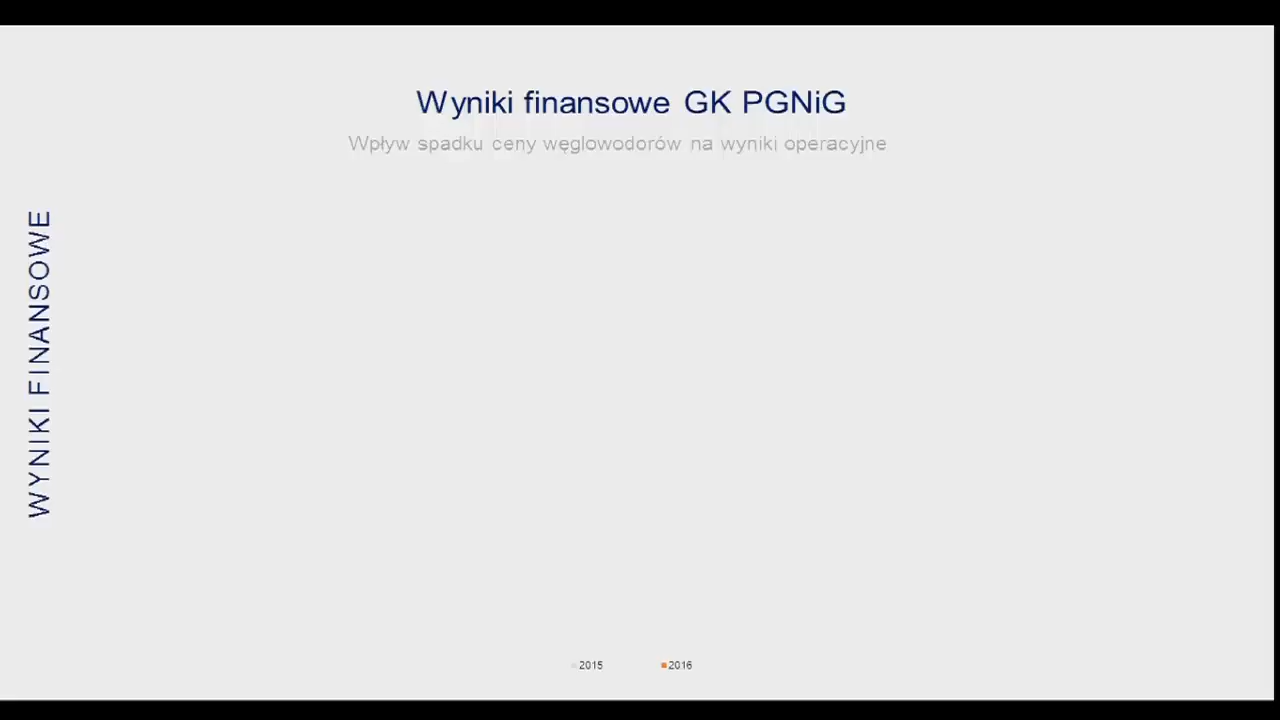 Wyniki finansowe GK PGNiG
Wpływ spadku ceny węglowodorów na wyniki operacyjne
WYNIKI FINANSOWE
2015
2016